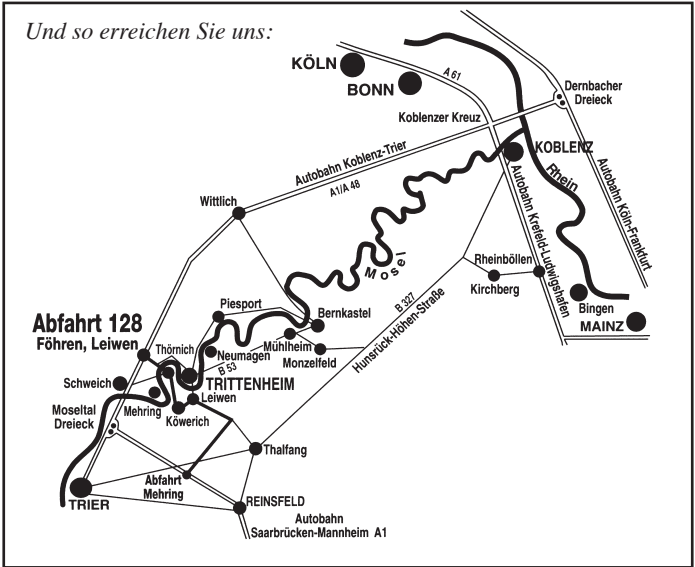 Und so erreichen Sie uns:
KÖLN
BONN
A 61
Dernbacher
Dreieck
Koblenzer Kreuz
KOBLENZ
Autobahn Koblenz-Trier
A1/A 48
Rhein
Autobahn Köln-Frankfurt
Autobahn Krefeld-Ludwigshafen
Wittlich
Mosel
Rheinböllen
Kirchberg
Bingen
MAINZ
B 327
Hunsrück-Höhen-Straße
Piesport
Bernkastel
Abfahrt 128
Föhren, Leiwen
Thörnich
Mühlheim
Neumagen
Monzelfeld
B 53
Schweich
TRITTENHEIM
Leiwen
Mehring
Köwerich
Moseltal
Dreieck
Thalfang
Abfahrt
Mehring
TRIER
REINSFELD
Autobahn
Saarbrücken-Mannheim A1